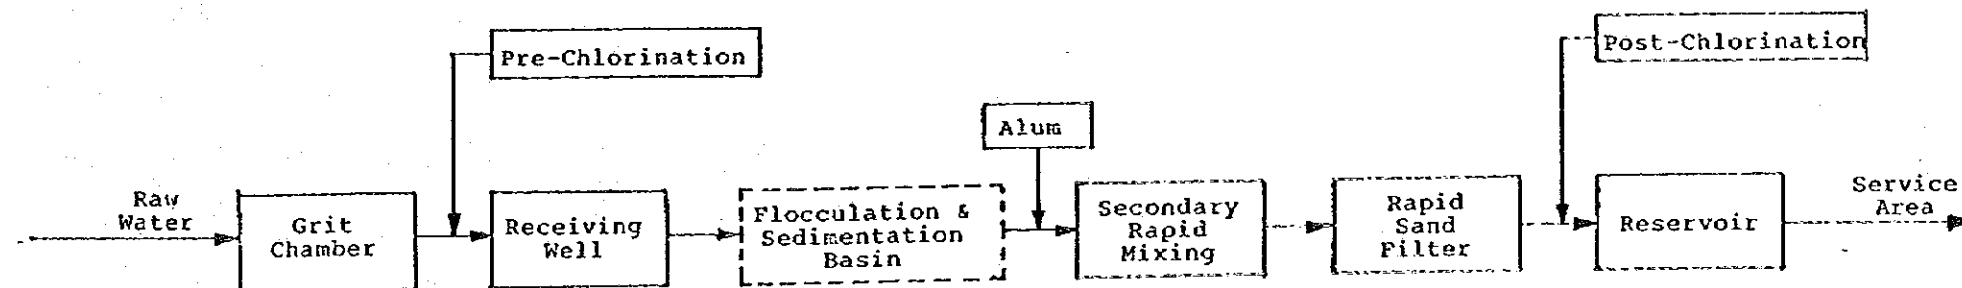 Pre-Chlorination
Post-Chlorination
Alum
Raw
Water
Grit
Chamber
Receiving
Well
Flocculation &
Sedimentation
Basin
Secondary
Rapid
Mixing
Rapid
Sand
Filter
Reservoir
Service
Area